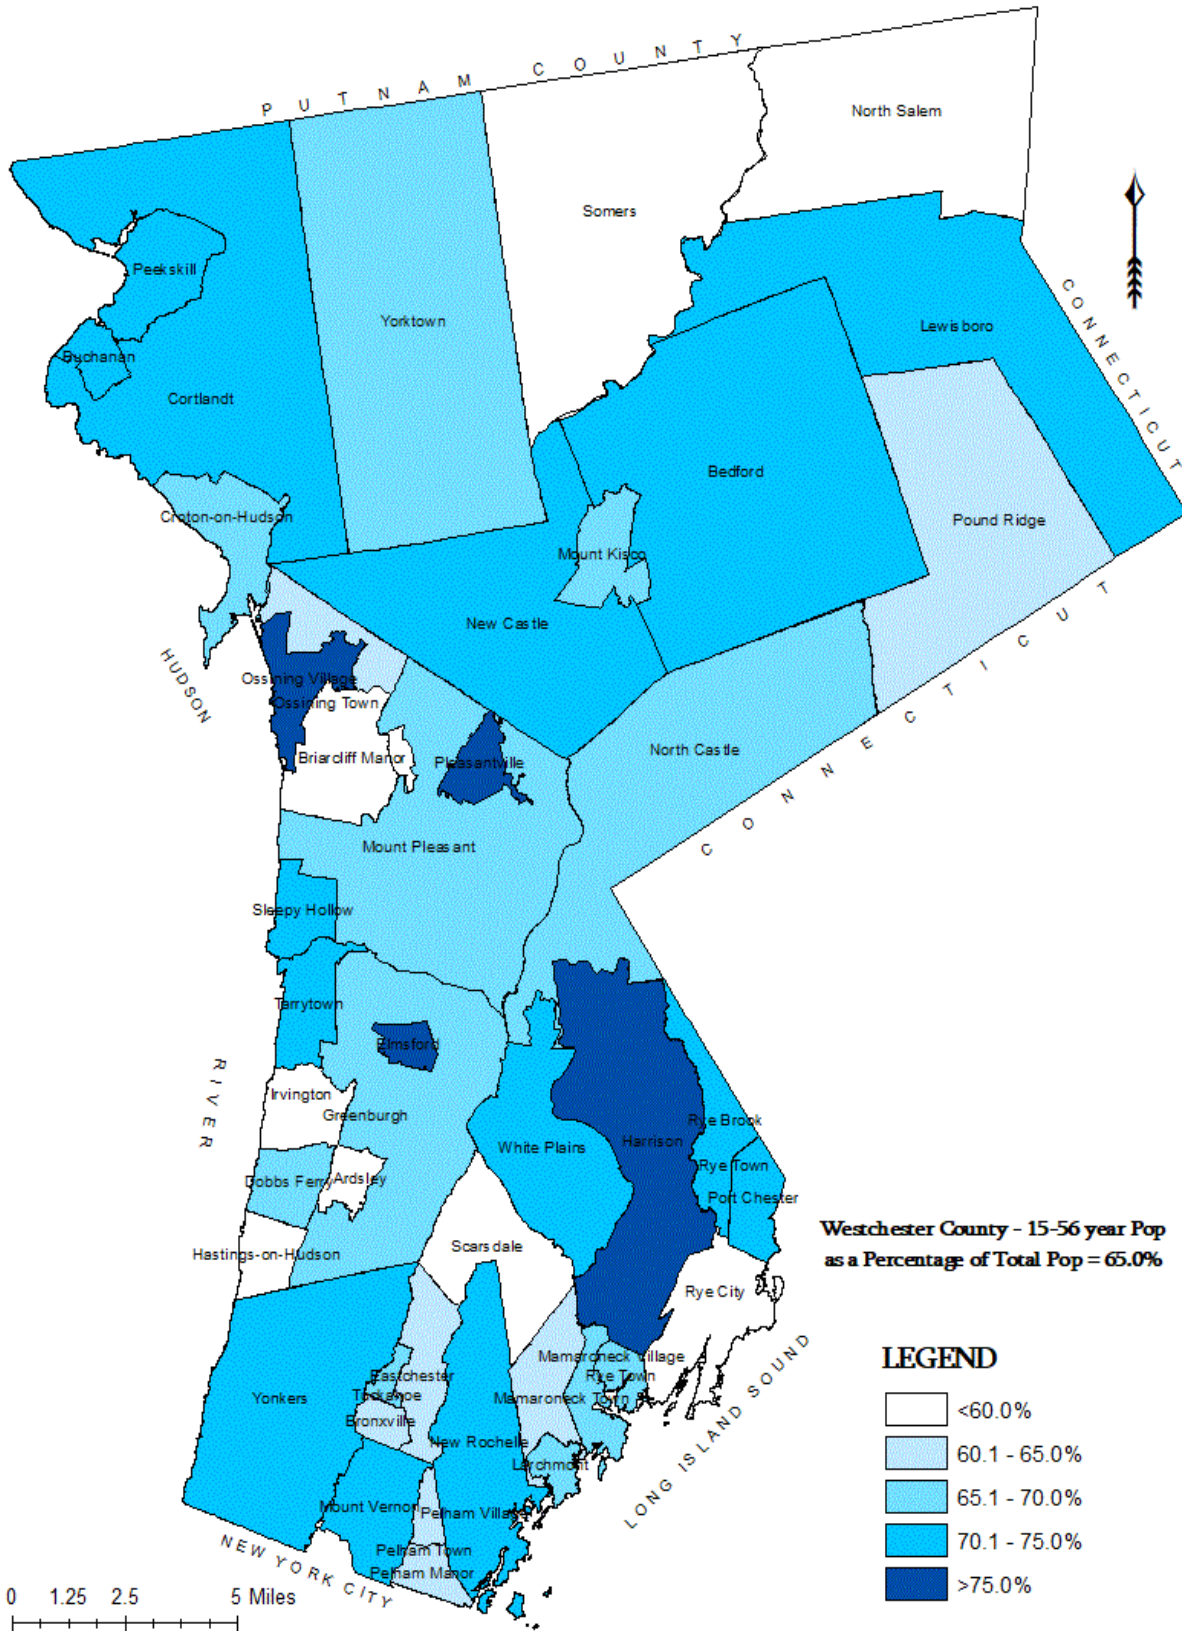 PUTNAM COUNTY
North Salem
Somers
Peekskill
Yorktown
Lewisboro
CONNECTICUT
Buchanan
Cortlandt
Bedford
Croton-on-Hudson
Pound Ridge
Mount Kisco
New Castle
HUDSON
Ossining Village
Ossining Town
CONNECTICUT
North Castle
Briarcliff Manor
Pleasantville
Mount Pleasant
Sleepy Hollow
Tarrytown
Elmsford
RIVER
Irvington
Greenburgh
Rye Brook
White Plains
Harrison
Rye Town
Dobbs Ferry
Ardsley
Port Chester
Westchester County - 15-56 year Pop
as a Percentage of Total Pop = 65.0%
Hastings-on-Hudson
Scarsdale
Rye City
LONG ISLAND SOUND
Mamaroneck Village
Eastchester
Rye Town
Tuckahoe
Yonkers
Mamaroneck Town
Bronxville
New Rochelle
Larchmont
Mount Vernon
Pelham Village
Pelham Town
Pelham Manor
NEW YORK CITY
LEGEND
<60.0%
60.1 - 65.0%
65.1 - 70.0%
70.1 - 75.0%
>75.0%
0 1.25 2.5 5 Miles